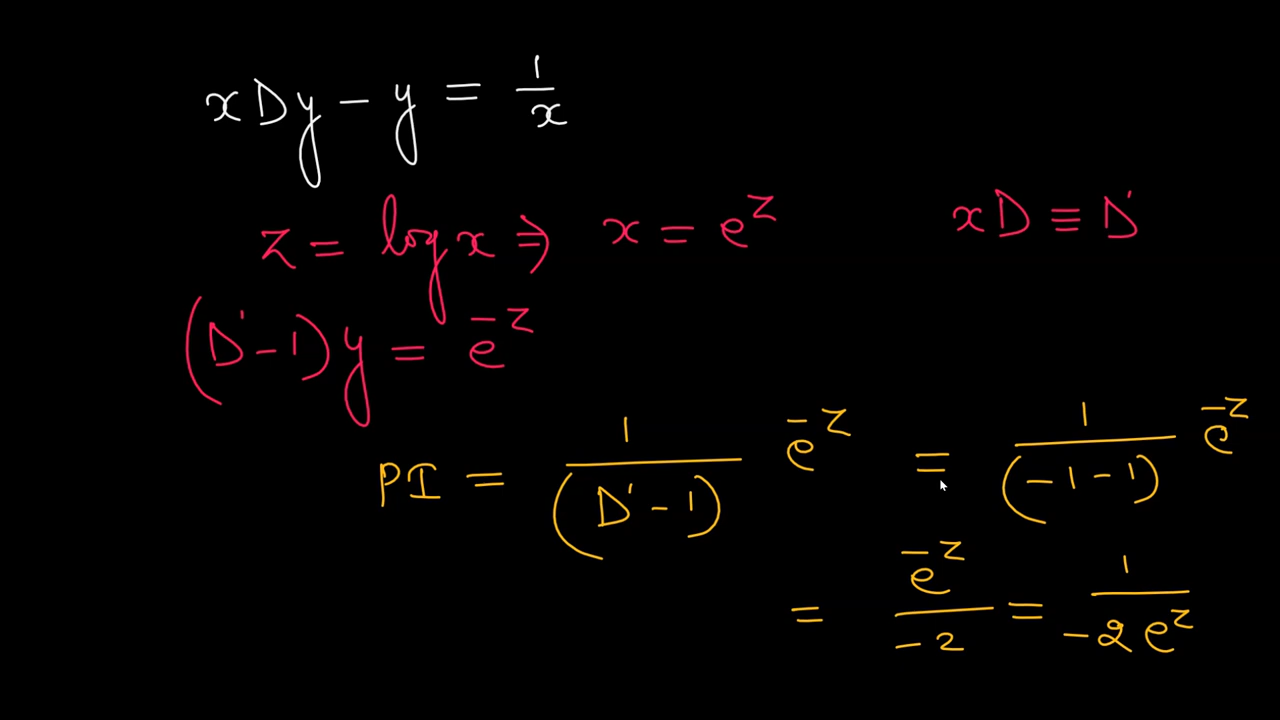 xDy - y = 1/x
z = log x ⇒ x = e^z    xD ≡ D'
(D' - 1)y = e^{-z}
PI = 1/(D' - 1) e^{-z} = 1/(-1-1) e^{-z}
= e^{-z}/-2 = 1/-2e^z